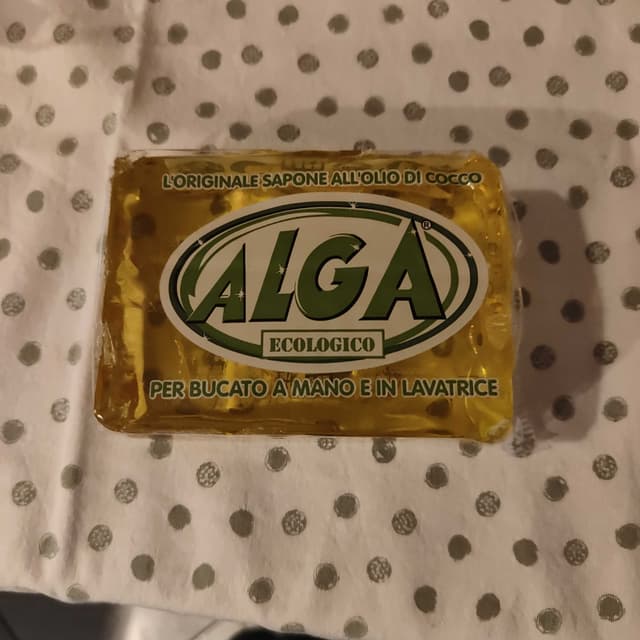 L'ORIGINALE SAPONE ALL'OLIO DI COCCO
ALGA®
ECOLOGICO
PER BUCATO A MANO E IN LAVATRICE